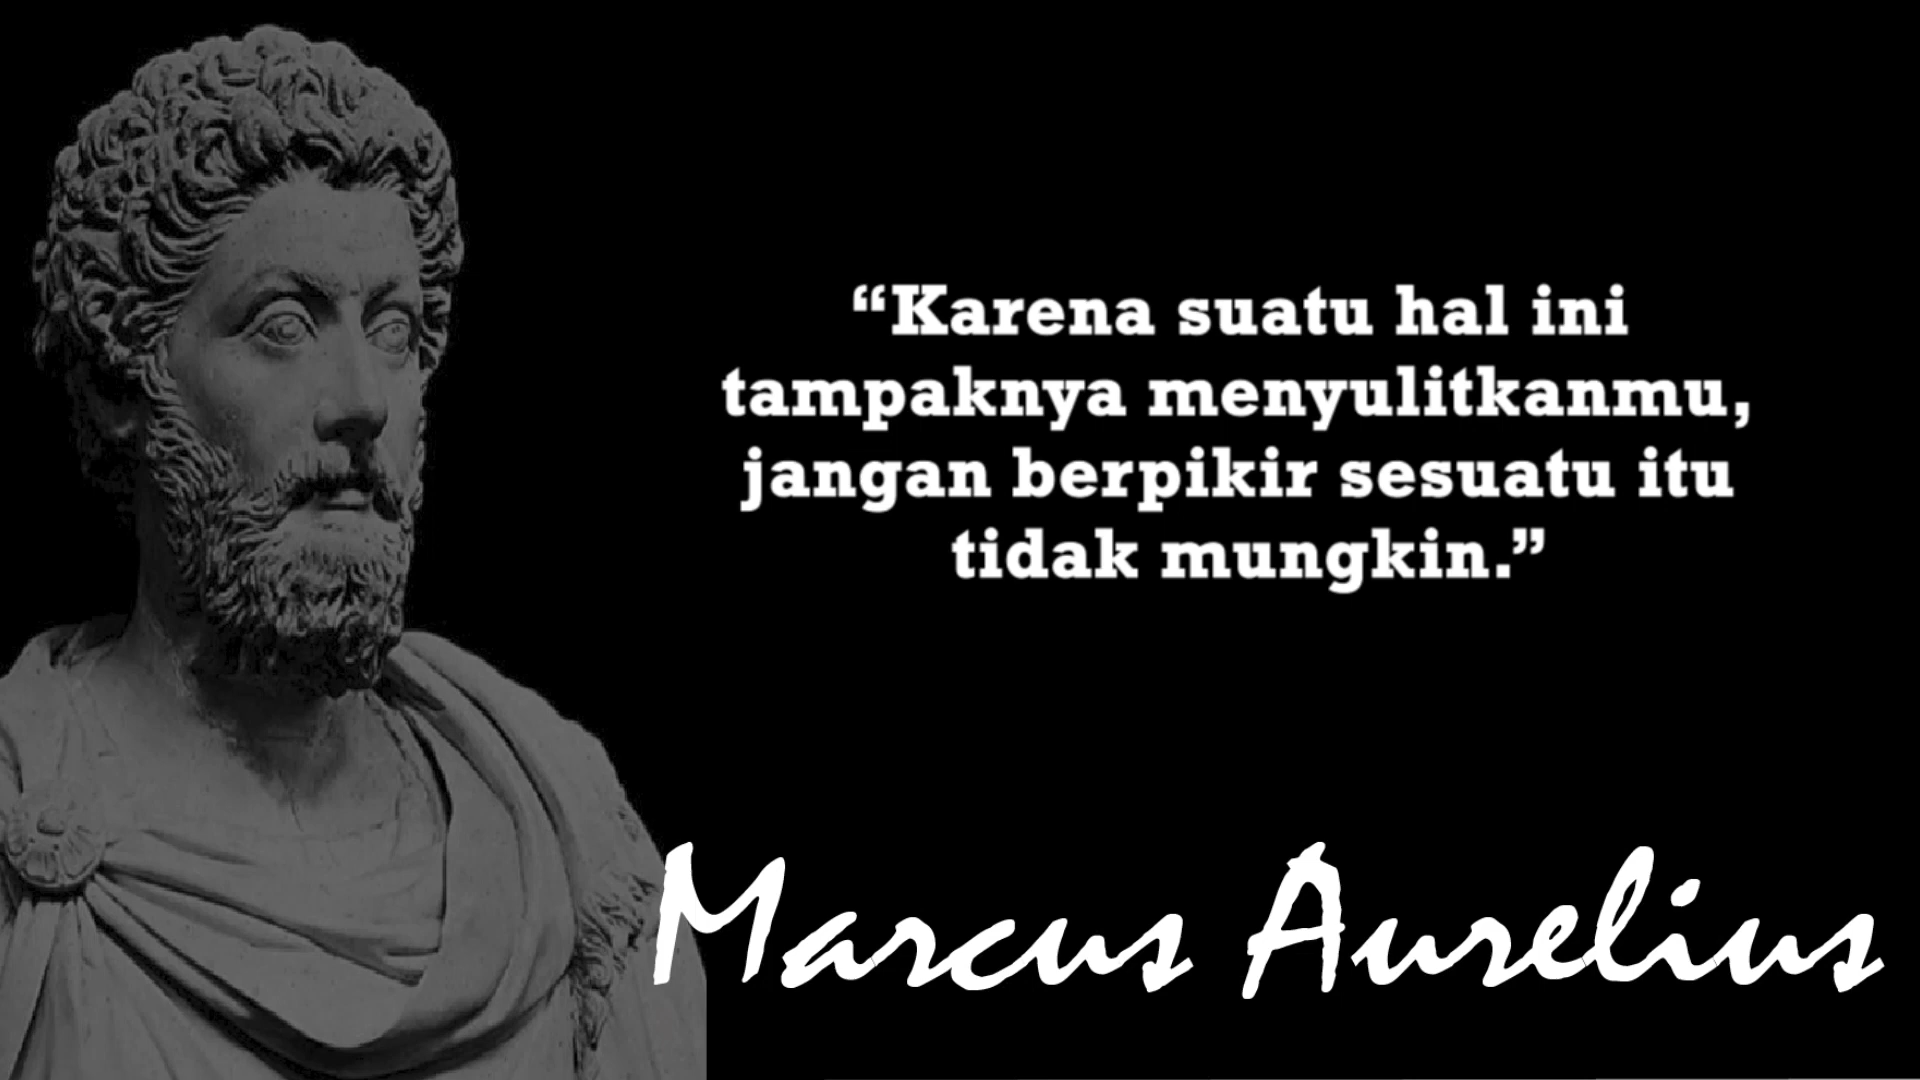 “Karena suatu hal ini
tampaknya menyulitkanmu,
jangan berpikir sesuatu itu
tidak mungkin.”
Marcus Aurelius